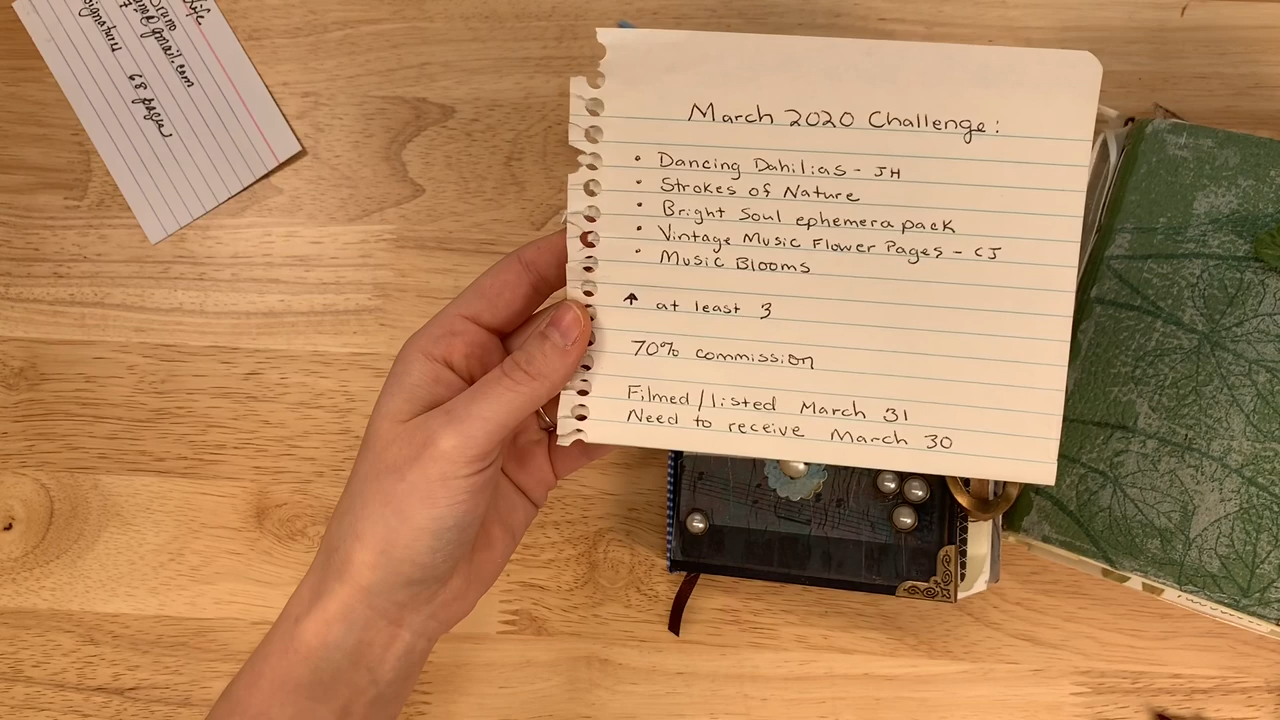 Life
@gmail.com
68 pages
March 2020 Challenge:
• Dancing Dahilias - JH
• Strokes of Nature
• Bright Soul ephemera pack
• Vintage Music Flower Pages - CJ
• Music Blooms
↑ at least 3
70% commission
Filmed/listed March 31
Need to receive March 30